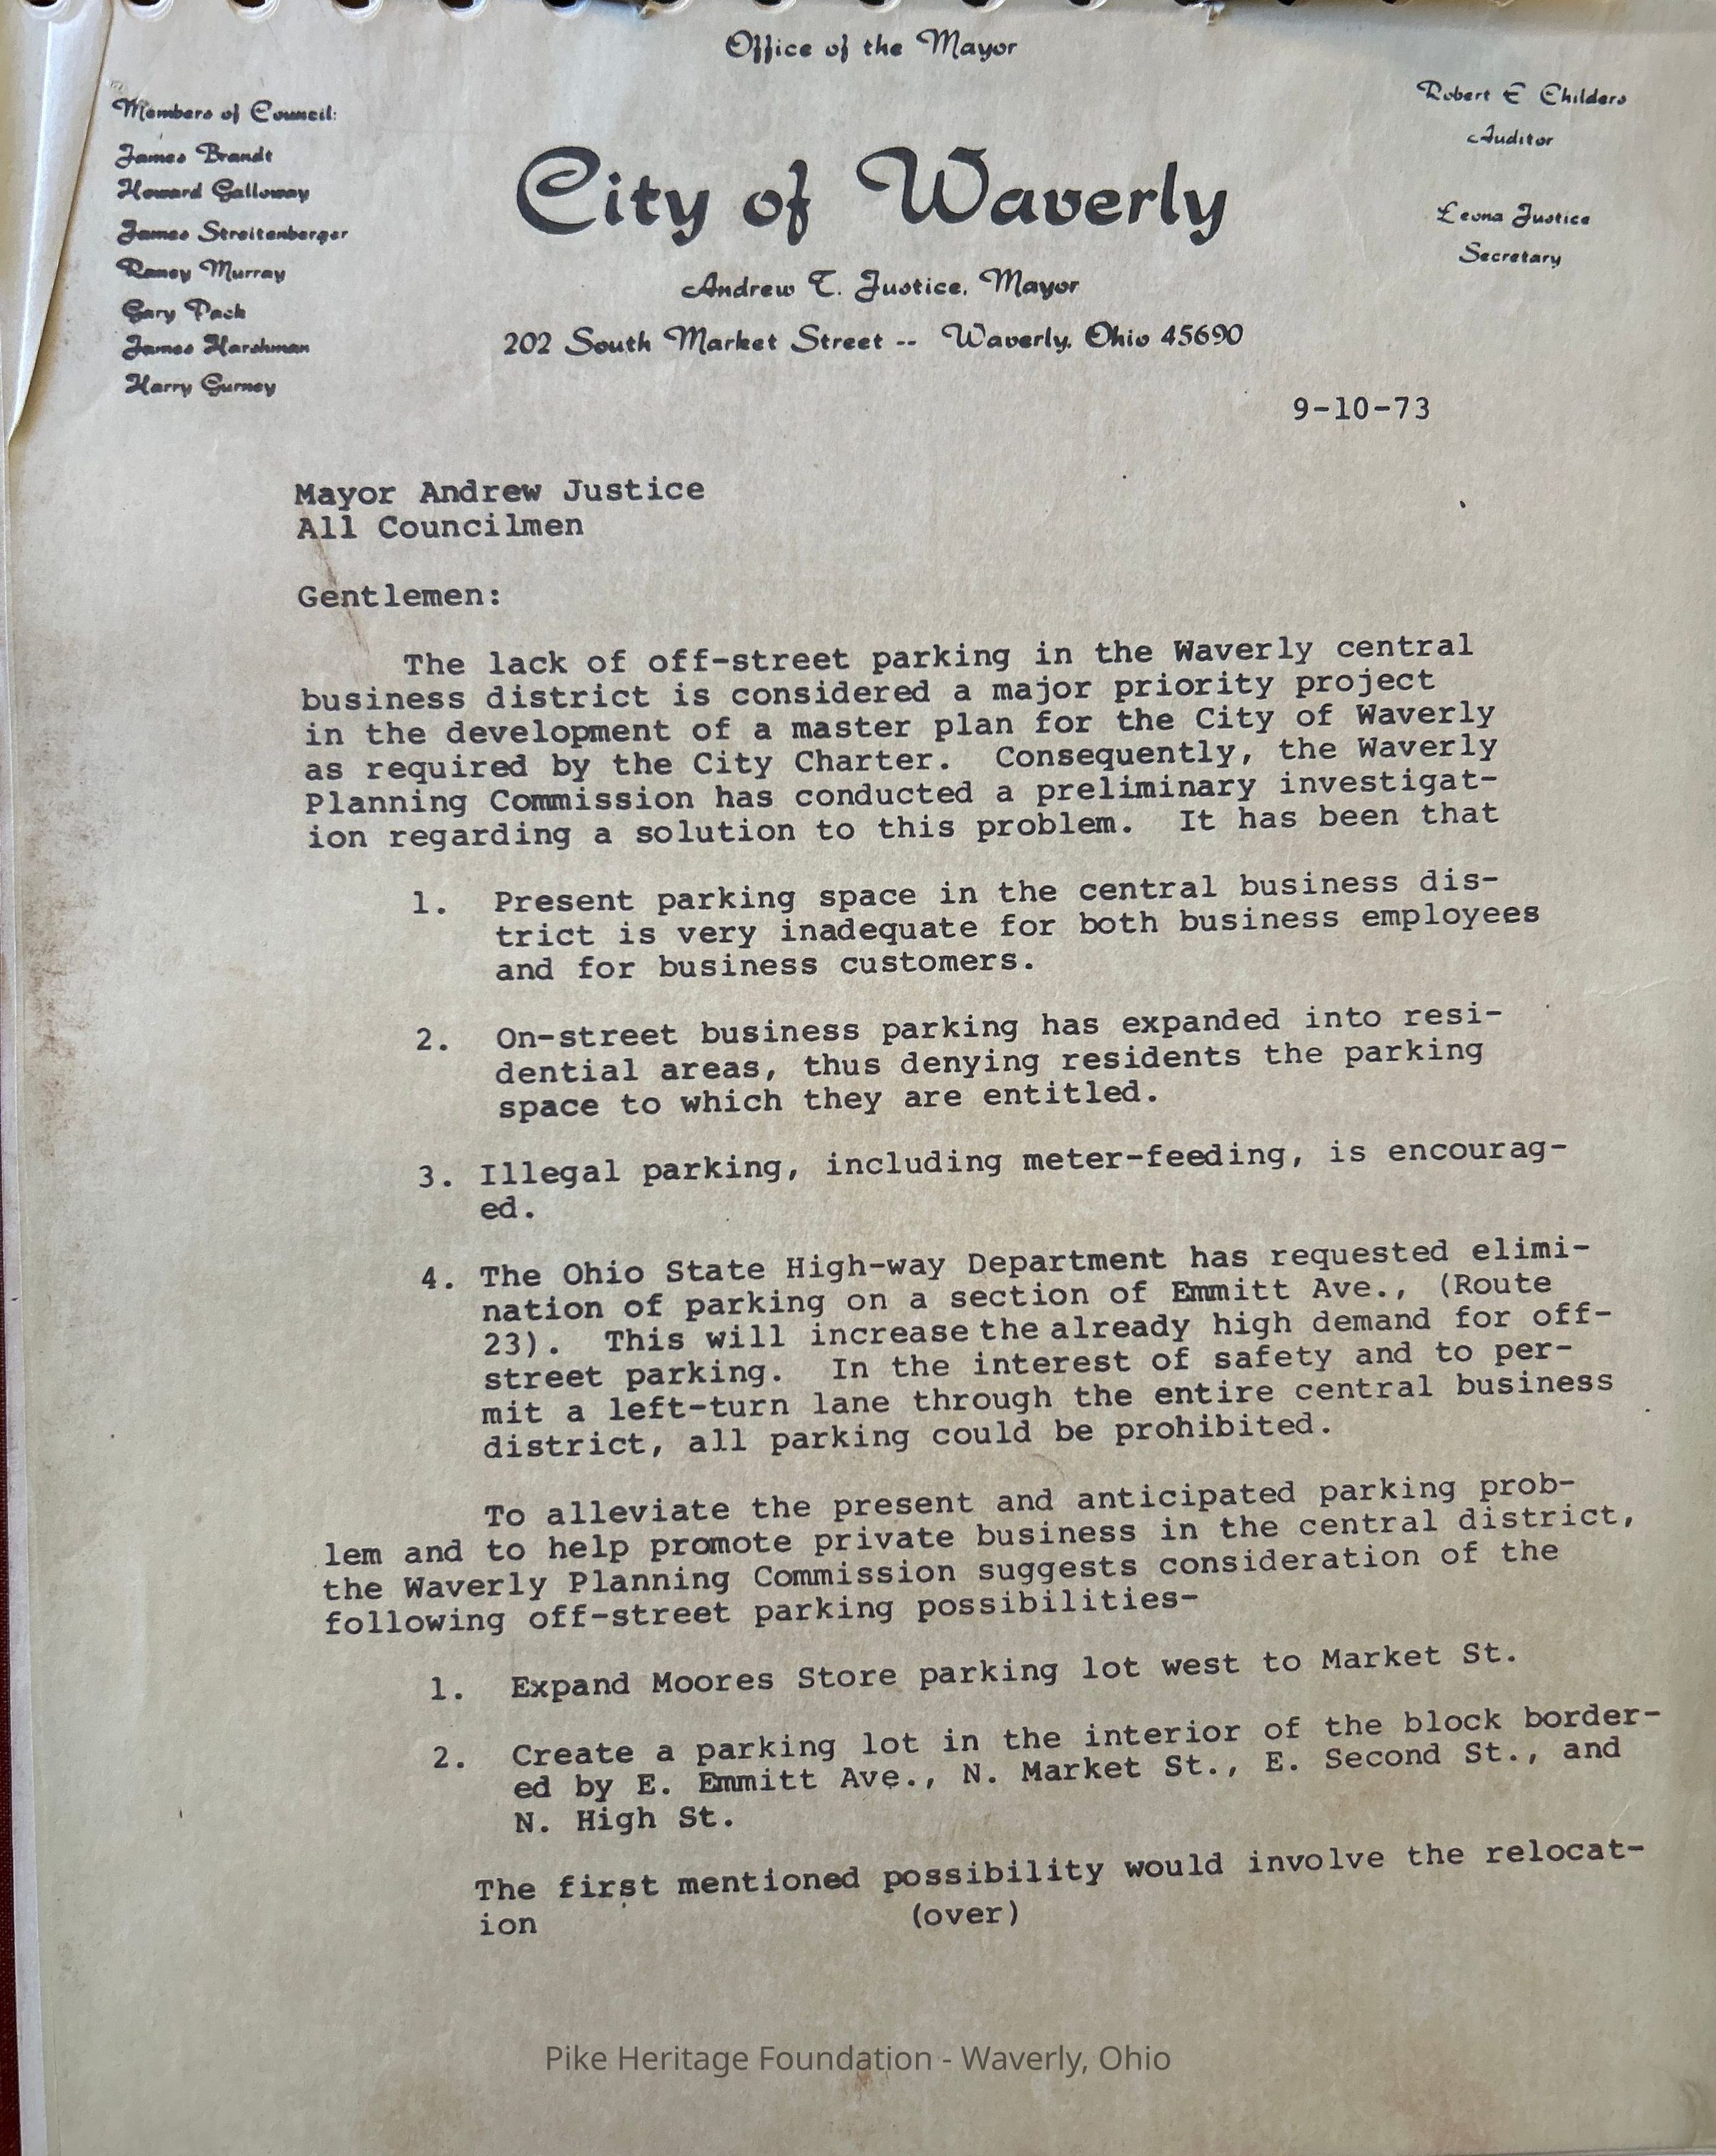 Office of the Mayor
Members of Council:
James Brandt
Howard Galloway
James Streitenberger
Raney Murray
Gary Pack
James Harshman
Harry Gurney
City of Waverly
Andrew T. Justice, Mayor
202 South Market Street -- Waverly, Ohio 45690
Robert E Childers
Auditor
Leona Justice
Secretary
9-10-73
Mayor Andrew Justice
All Councilmen
Gentlemen:
The lack of off-street parking in the Waverly central
business district is considered a major priority project
in the development of a master plan for the City of Waverly
as required by the City Charter. Consequently, the Waverly
Planning Commission has conducted a preliminary investigat-
ion regarding a solution to this problem. It has been that
1. Present parking space in the central business dis-
trict is very inadequate for both business employees
and for business customers.
2. On-street business parking has expanded into resi-
dential areas, thus denying residents the parking
space to which they are entitled.
3. Illegal parking, including meter-feeding, is encourag-
ed.
4. The Ohio State High-way Department has requested elimi-
nation of parking on a section of Emmitt Ave., (Route
23). This will increase the already high demand for off-
street parking. In the interest of safety and to per-
mit a left-turn lane through the entire central business
district, all parking could be prohibited.
To alleviate the present and anticipated parking prob-
lem and to help promote private business in the central district,
the Waverly Planning Commission suggests consideration of the
following off-street parking possibilities-
1. Expand Moores Store parking lot west to Market St.
2. Create a parking lot in the interior of the block border-
ed by E. Emmitt Ave., N. Market St., E. Second St., and
N. High St.
The first mentioned possibility would involve the relocat-
ion (over)
Pike Heritage Foundation - Waverly, Ohio